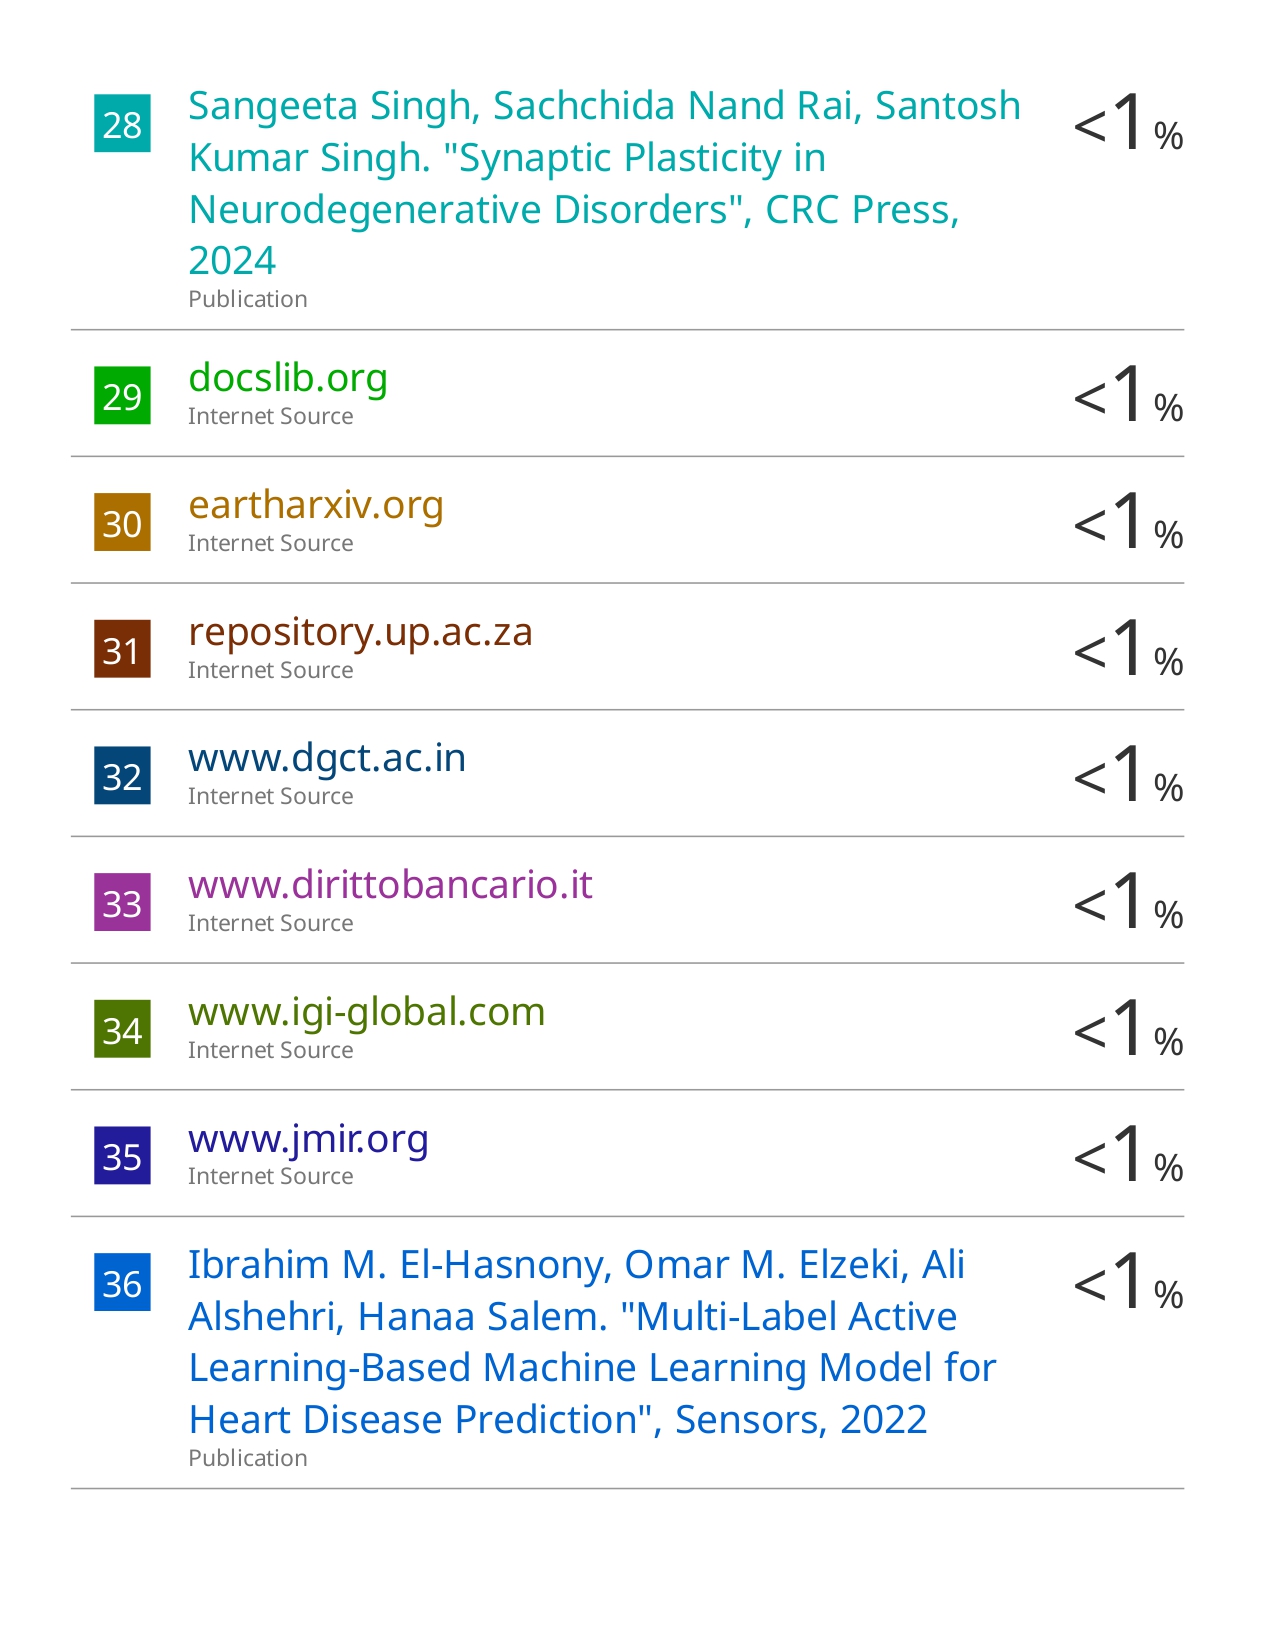 28
Sangeeta Singh, Sachchida Nand Rai, Santosh
Kumar Singh. "Synaptic Plasticity in
Neurodegenerative Disorders", CRC Press,
2024
Publication
<1%
29
docslib.org
Internet Source
<1%
30
eartharxiv.org
Internet Source
<1%
31
repository.up.ac.za
Internet Source
<1%
32
www.dgct.ac.in
Internet Source
<1%
33
www.dirittobancario.it
Internet Source
<1%
34
www.igi-global.com
Internet Source
<1%
35
www.jmir.org
Internet Source
<1%
36
Ibrahim M. El-Hasnony, Omar M. Elzeki, Ali
Alshehri, Hanaa Salem. "Multi-Label Active
Learning-Based Machine Learning Model for
Heart Disease Prediction", Sensors, 2022
Publication
<1%